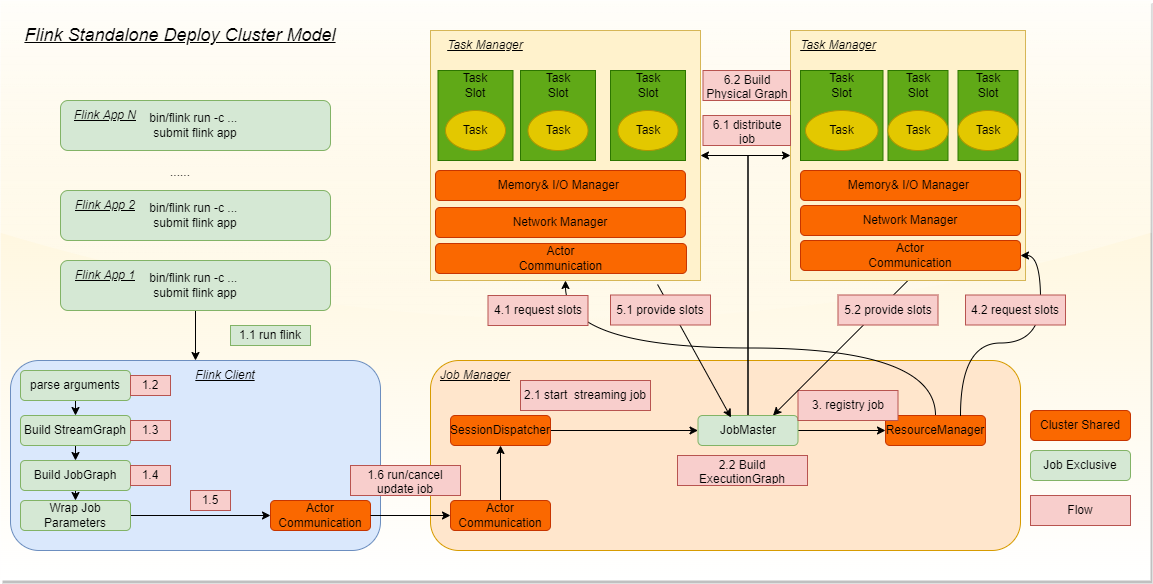 Flink Standalone Deploy Cluster Model
Flink App N
bin/flink run -c ...
submit flink app
......
Flink App 2
bin/flink run -c ...
submit flink app
Flink App 1
bin/flink run -c ...
submit flink app
1.1 run flink
Flink Client
parse arguments
1.2
Build StreamGraph
1.3
Build JobGraph
1.4
Wrap Job
Parameters
1.5
Actor
Communication
1.6 run/cancel
update job
Task Manager
Task
Slot
Task
Task
Slot
Task
Task
Slot
Task
Memory& I/O Manager
Network Manager
Actor
Communication
6.2 Build
Physical Graph
6.1 distribute
job
Task Manager
Task
Slot
Task
Task
Slot
Task
Task
Slot
Task
Memory& I/O Manager
Network Manager
Actor
Communication
4.1 request slots
5.1 provide slots
5.2 provide slots
4.2 request slots
Job Manager
2.1 start  streaming job
SessionDispatcher
JobMaster
3. registry job
ResourceManager
2.2 Build
ExecutionGraph
Actor
Communication
Cluster Shared
Job Exclusive
Flow